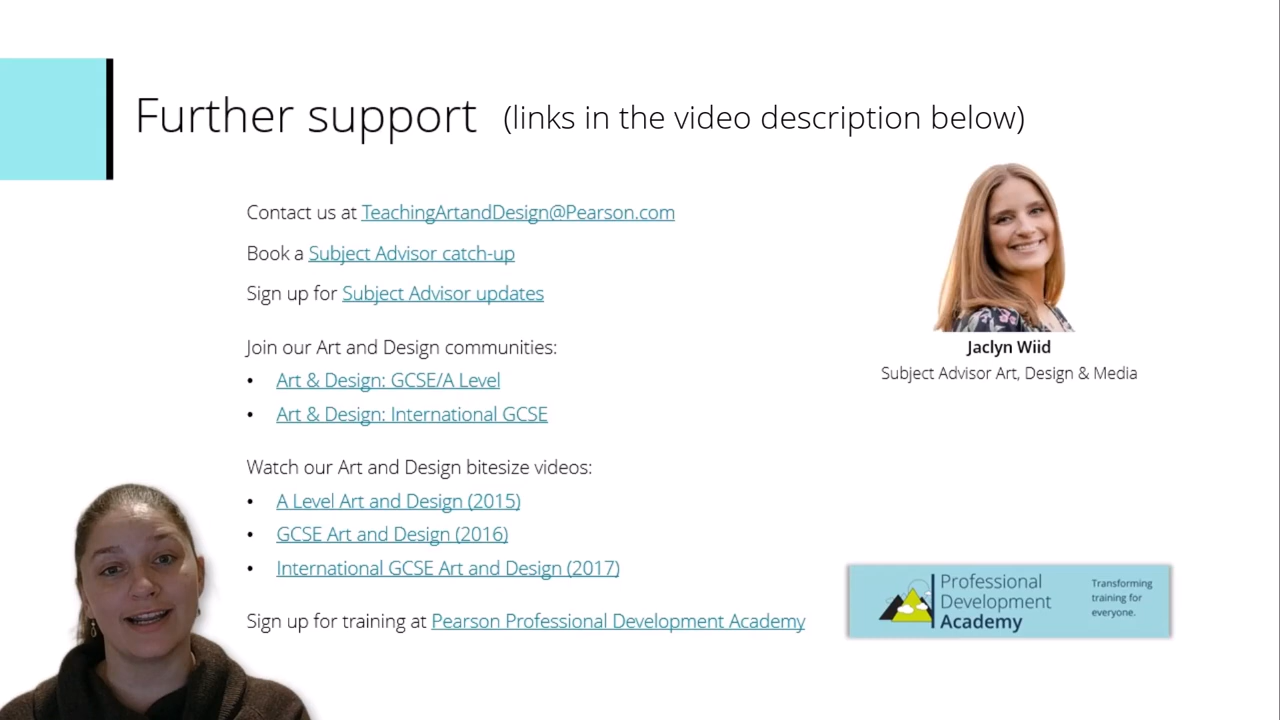 Further support (links in the video description below)
Contact us at TeachingArtandDesign@Pearson.com
Book a Subject Advisor catch-up
Sign up for Subject Advisor updates
Join our Art and Design communities:
• Art & Design: GCSE/A Level
• Art & Design: International GCSE
Watch our Art and Design bitesize videos:
• A Level Art and Design (2015)
• GCSE Art and Design (2016)
• International GCSE Art and Design (2017)
Sign up for training at Pearson Professional Development Academy
Jaclyn Wiid
Subject Advisor Art, Design & Media
Professional
Development
Academy
Transforming
training for
everyone.